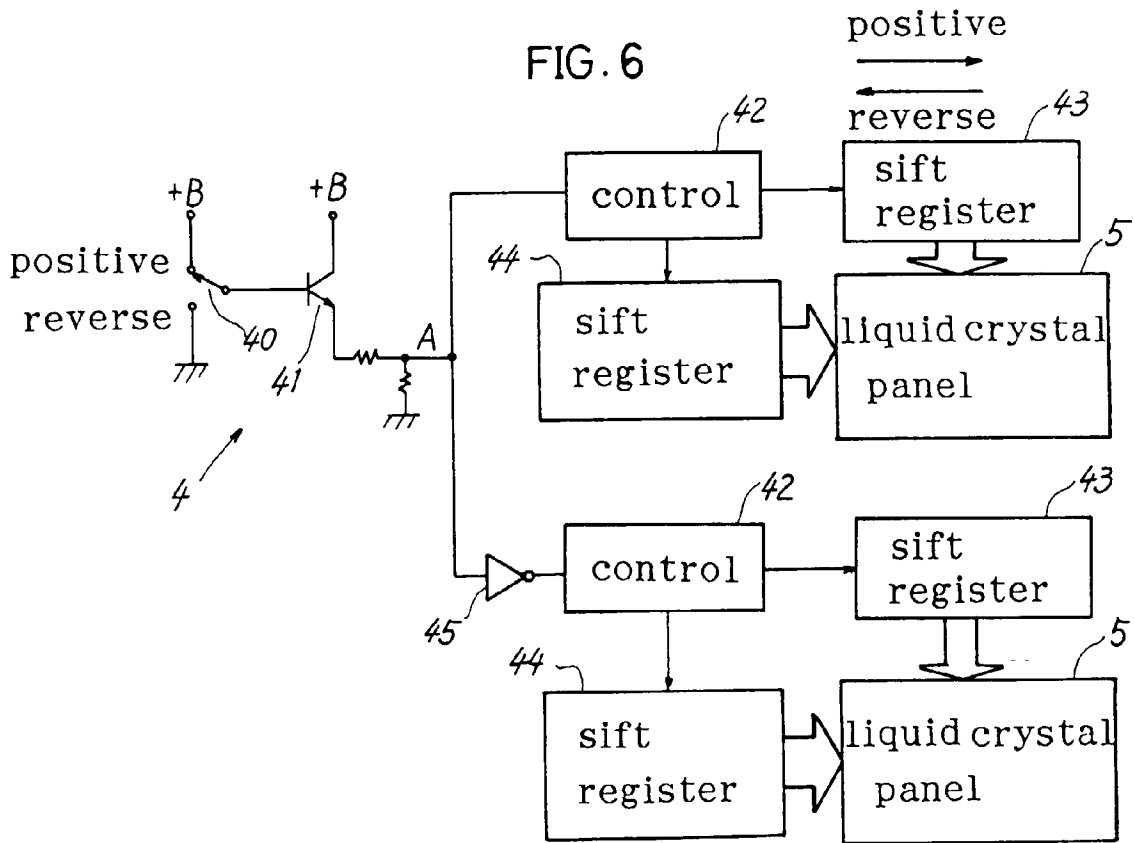 FIG. 6
positive
reverse
42
43
control
sift
register
+B
+B
positive
reverse
40
41
A
4
44
sift
register
5
liquid crystal
panel
42
43
control
sift
register
45
44
sift
register
5
liquid crystal
panel